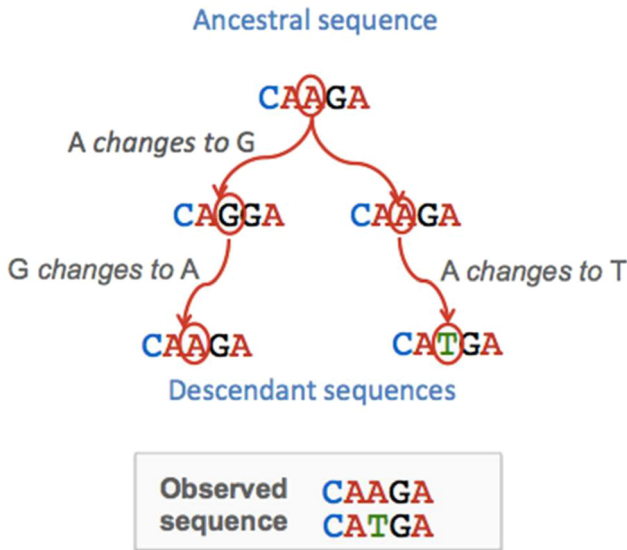 Ancestral sequence
CAAGA
A changes to G
CAGGA CAAGA
G changes to A A changes to T
CAAGA CATGA
Descendant sequences
Observed CAAGA
sequence CATGA